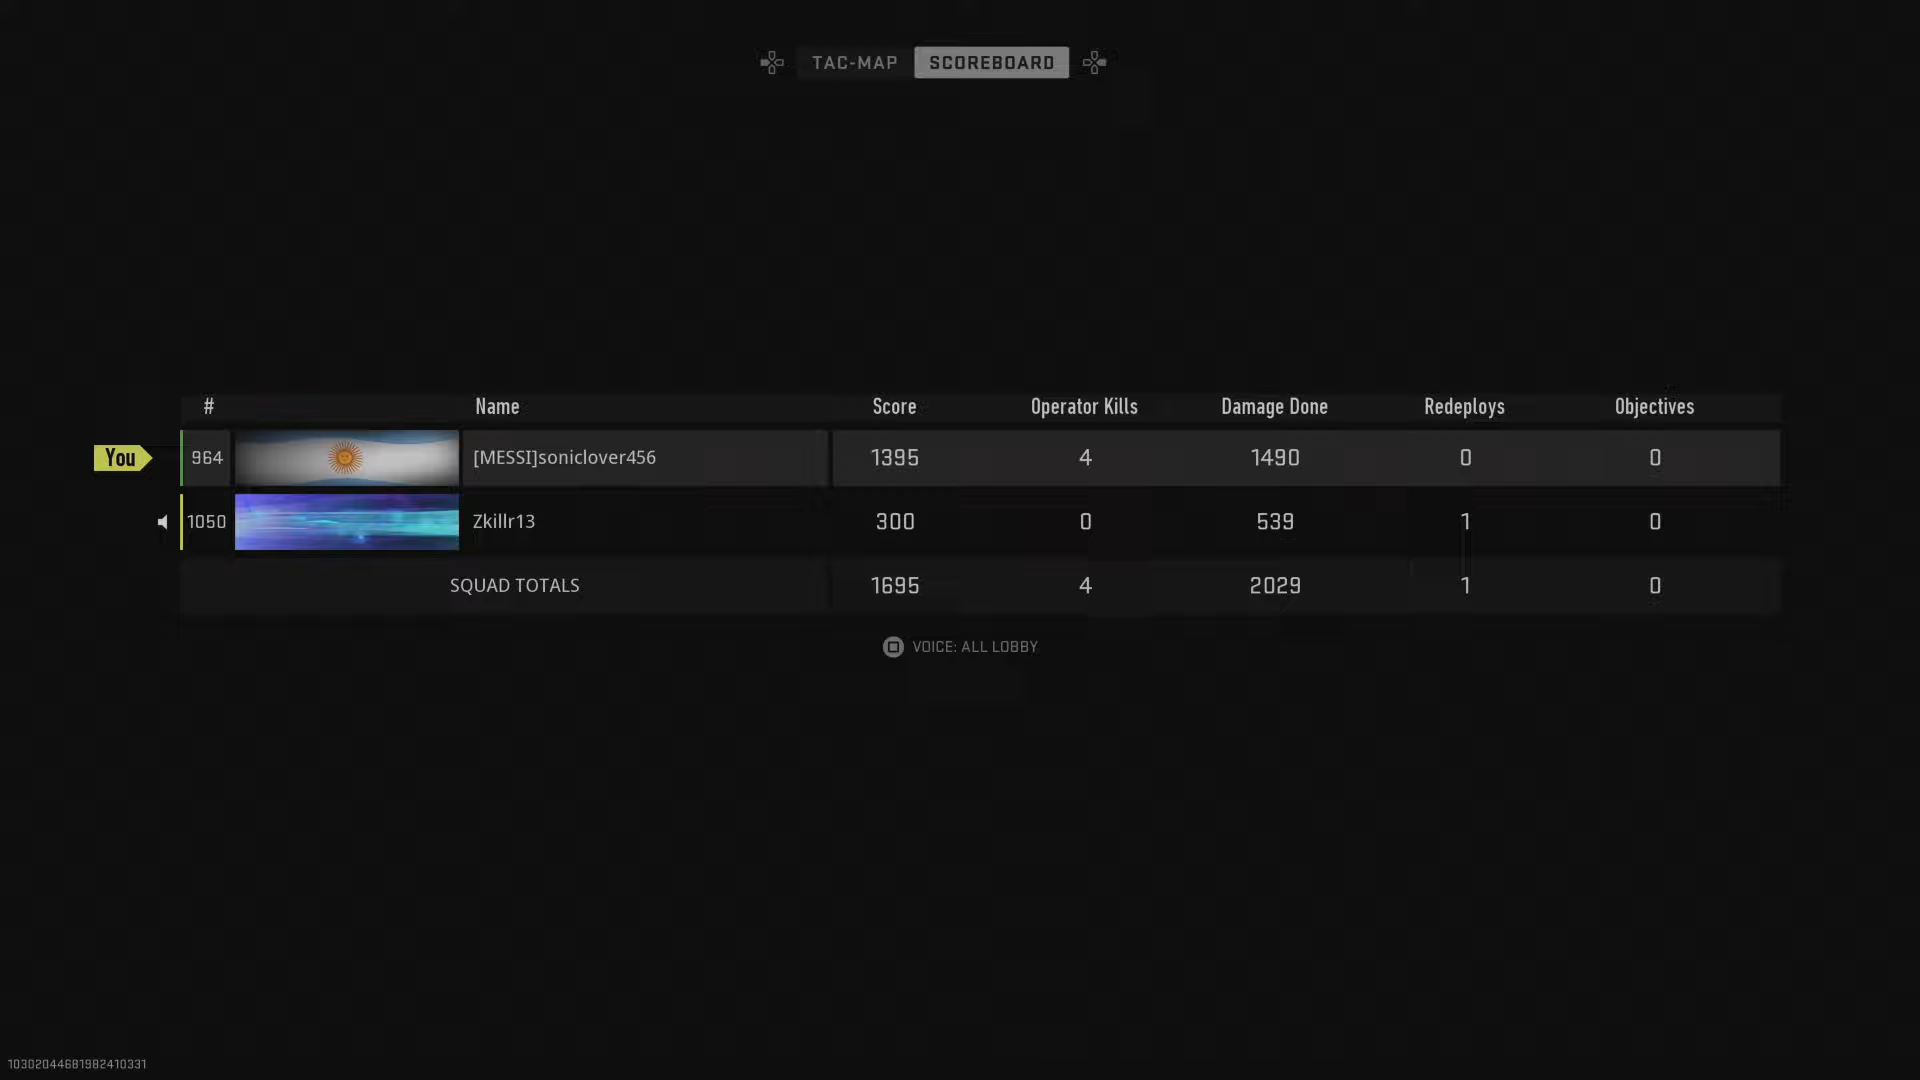 TAC-MAP SCOREBOARD
# Name Score Operator Kills Damage Done Redeploys Objectives
You 964 [MESSI]soniclover456 1395 4 1490 0 0
1050 Zkillr13 300 0 539 1 0
SQUAD TOTALS 1695 4 2029 1 0
VOICE: ALL LOBBY
10302044681982410331